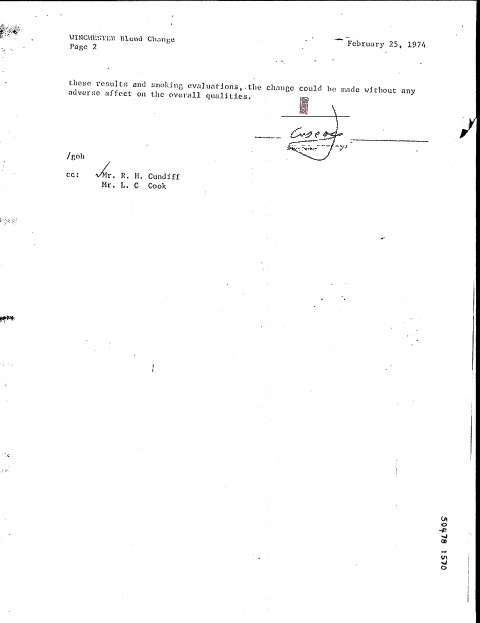 WINCHESTER Blend Change
Page 2
February 25, 1974
these results and smoking evaluations, the change could be made without any
adverse affect on the overall qualities.
/goh
cc: Mr. R. H. Cundiff
Mr. L. C Cook
50478 1570